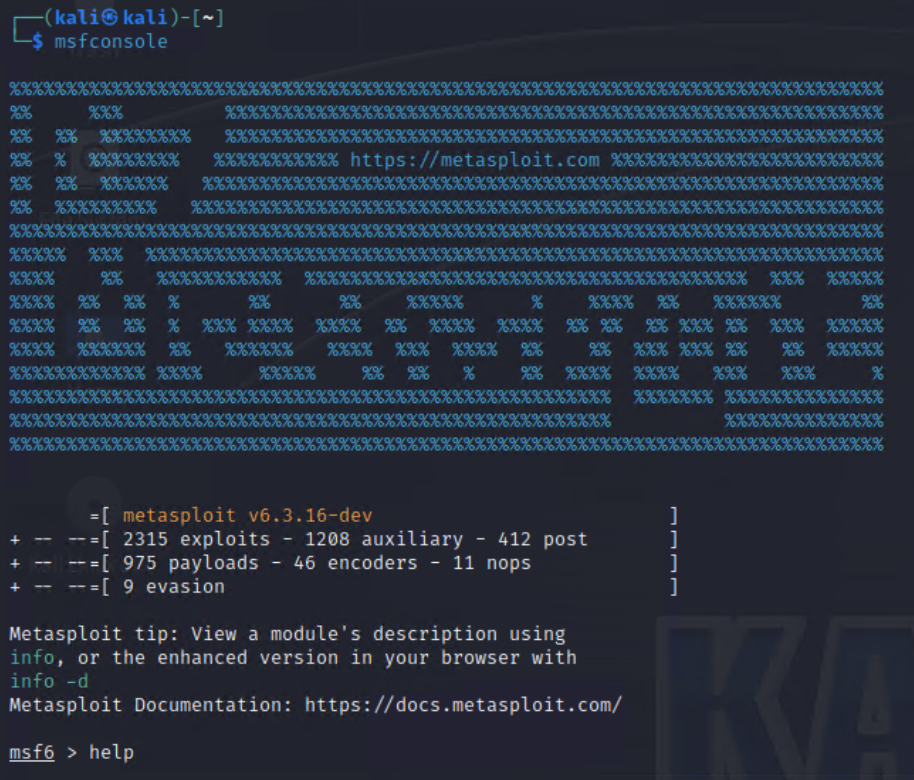 ┌──(kali㉿kali)-[~]
└─$ msfconsole
%%%%%%%%%%%%%%%%%%%%%%%%%%%%%%%%%%%%%%%%%%%%%%%%%%%%%%%%%%%%%%%%%%%%%%%%%%%%%%%
%%     %%%         %%%%%%%%%%%%%%%%%%%%%%%%%%%%%%%%%%%%%%%%%%%%%%%%%%%%%%%%%%
%%  %%  %%%%%%%%   %%%%%%%%%%%%%%%%%%%%%%%%%%%%%%%%%%%%%%%%%%%%%%%%%%%%%%%%%%
%%  %  %%%%%%%%   %%%%%%%%%%% https://metasploit.com %%%%%%%%%%%%%%%%%%%%%%%%
%%  %%  %%%%%%   %%%%%%%%%%%%%%%%%%%%%%%%%%%%%%%%%%%%%%%%%%%%%%%%%%%%%%%%%%%%
%%  %%%%%%%%%   %%%%%%%%%%%%%%%%%%%%%%%%%%%%%%%%%%%%%%%%%%%%%%%%%%%%%%%%%%%%%
%%%%%%%%%%%%%%%%%%%%%%%%%%%%%%%%%%%%%%%%%%%%%%%%%%%%%%%%%%%%%%%%%%%%%%%%%%%%%%%
%%%%%  %%%  %%%%%%%%%%%%%%%%%%%%%%%%%%%%%%%%%%%%%%%%%%%%%%%%%%%%%%%%%%%%%%%%%
%%%%    %%   %%%%%%%%%%%  %%%%%%%%%%%%%%%%%%%%%%%%%%%%%%%%%%%%%%%  %%%  %%%%%
%%%%  %%  %%  %      %%      %%    %%%%%      %    %%%%  %%   %%%%%%       %%
%%%%  %%  %%  %  %%% %%%%  %%%%  %%  %%%%  %%%%  %% %%  %% %%% %%  %%%  %%%%%
%%%%  %%%%%%  %%   %%%%%%   %%%%  %%%  %%%%  %%    %%  %%% %%% %%   %%  %%%%%
%%%%%%%%%%%% %%%%     %%%%%    %%  %%   %    %%  %%%%  %%%%   %%%   %%%     %
%%%%%%%%%%%%%%%%%%%%%%%%%%%%%%%%%%%%%%%%%%%%%%%%%%%%%  %%%%%%% %%%%%%%%%%%%%%
%%%%%%%%%%%%%%%%%%%%%%%%%%%%%%%%%%%%%%%%%%%%%%%%%%%%%          %%%%%%%%%%%%%%
%%%%%%%%%%%%%%%%%%%%%%%%%%%%%%%%%%%%%%%%%%%%%%%%%%%%%%%%%%%%%%%%%%%%%%%%%%%%%%%
=[ metasploit v6.3.16-dev                          ]
+ -- --=[ 2315 exploits - 1208 auxiliary - 412 post       ]
+ -- --=[ 975 payloads - 46 encoders - 11 nops            ]
+ -- --=[ 9 evasion                                       ]
Metasploit tip: View a module's description using
info, or the enhanced version in your browser with
info -d
Metasploit Documentation: https://docs.metasploit.com/
msf6 > help
KA